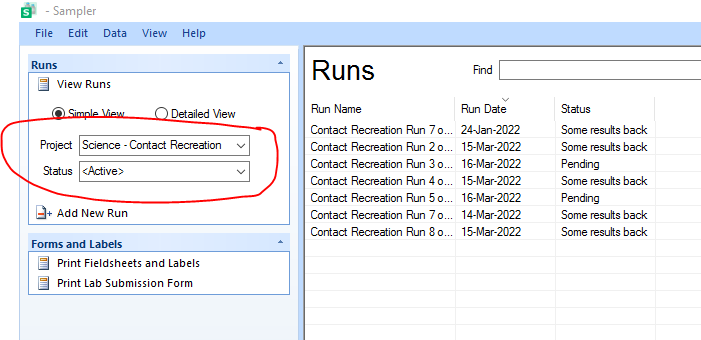 - Sampler
File Edit Data View Help
Runs
View Runs
Simple View Detailed View
Project Science - Contact Recreation
Status <Active>
Add New Run
Forms and Labels
Print Fieldsheets and Labels
Print Lab Submission Form
Runs Find
Run Name Run Date Status
Contact Recreation Run 7 o... 24-Jan-2022 Some results back
Contact Recreation Run 2 o... 15-Mar-2022 Some results back
Contact Recreation Run 3 o... 16-Mar-2022 Pending
Contact Recreation Run 4 o... 15-Mar-2022 Some results back
Contact Recreation Run 5 o... 16-Mar-2022 Pending
Contact Recreation Run 7 o... 14-Mar-2022 Some results back
Contact Recreation Run 8 o... 15-Mar-2022 Some results back